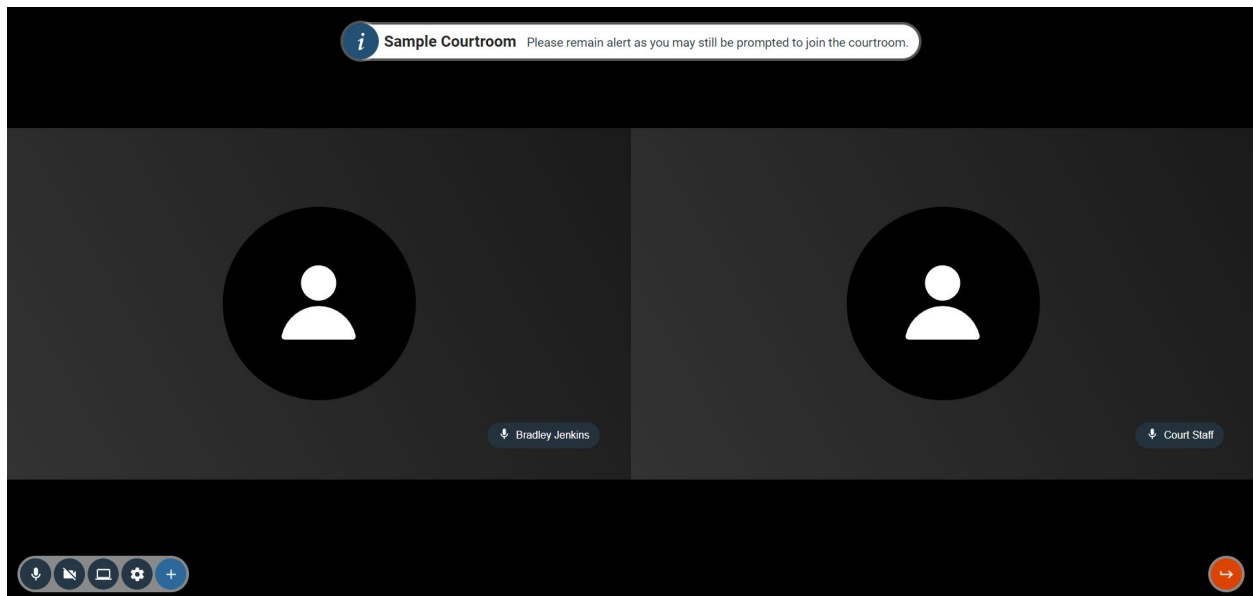 i Sample Courtroom Please remain alert as you may still be prompted to join the courtroom.
Bradley Jenkins
Court Staff